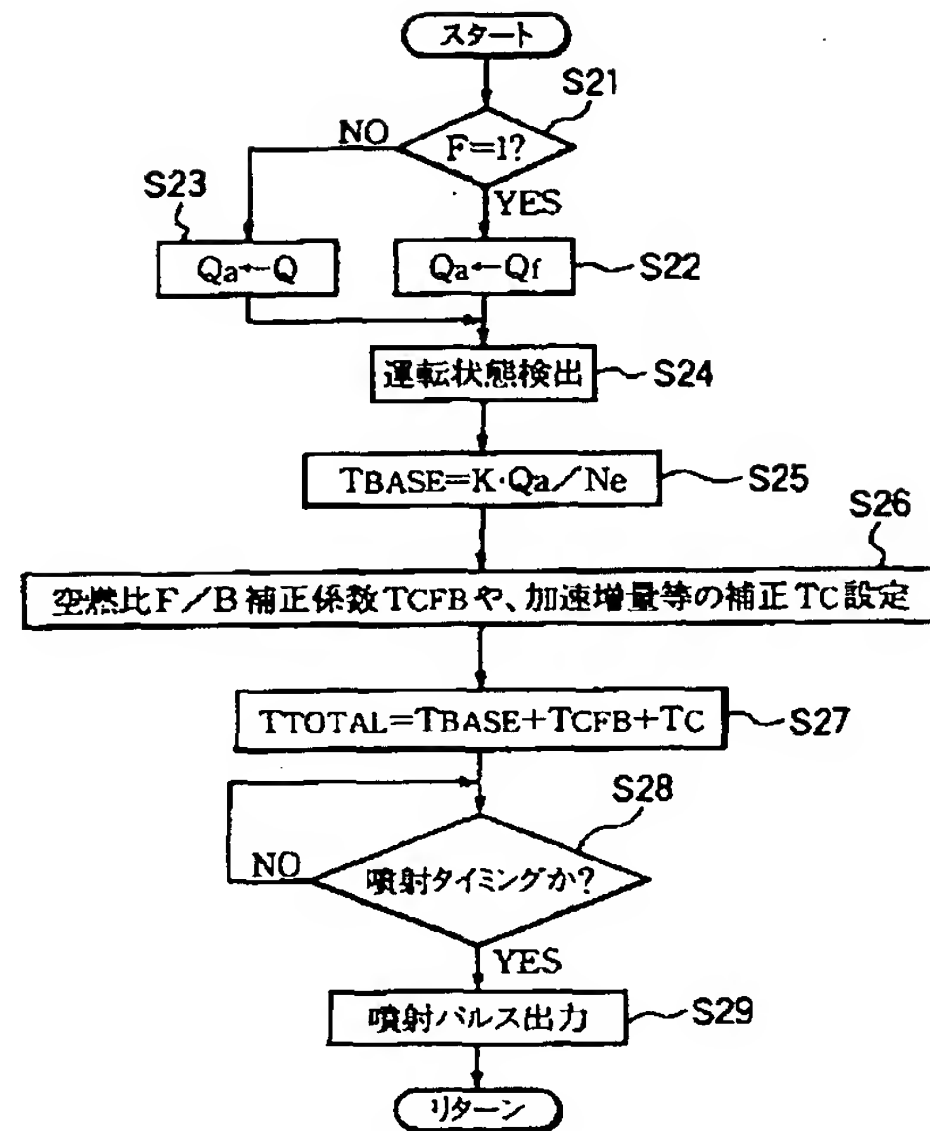 スタート
S21
F=1?
NO
YES
S23
Qa←Q
Qa←Qf
S22
運転状態検出
S24
TBASE=K·Qa/Ne
S25
S26
空燃比F/B補正係数TCFBや、加速増量等の補正TC設定
TTOTAL=TBASE+TCFB+TC
S27
S28
噴射タイミングか?
NO
YES
噴射パルス出力
S29
リターン